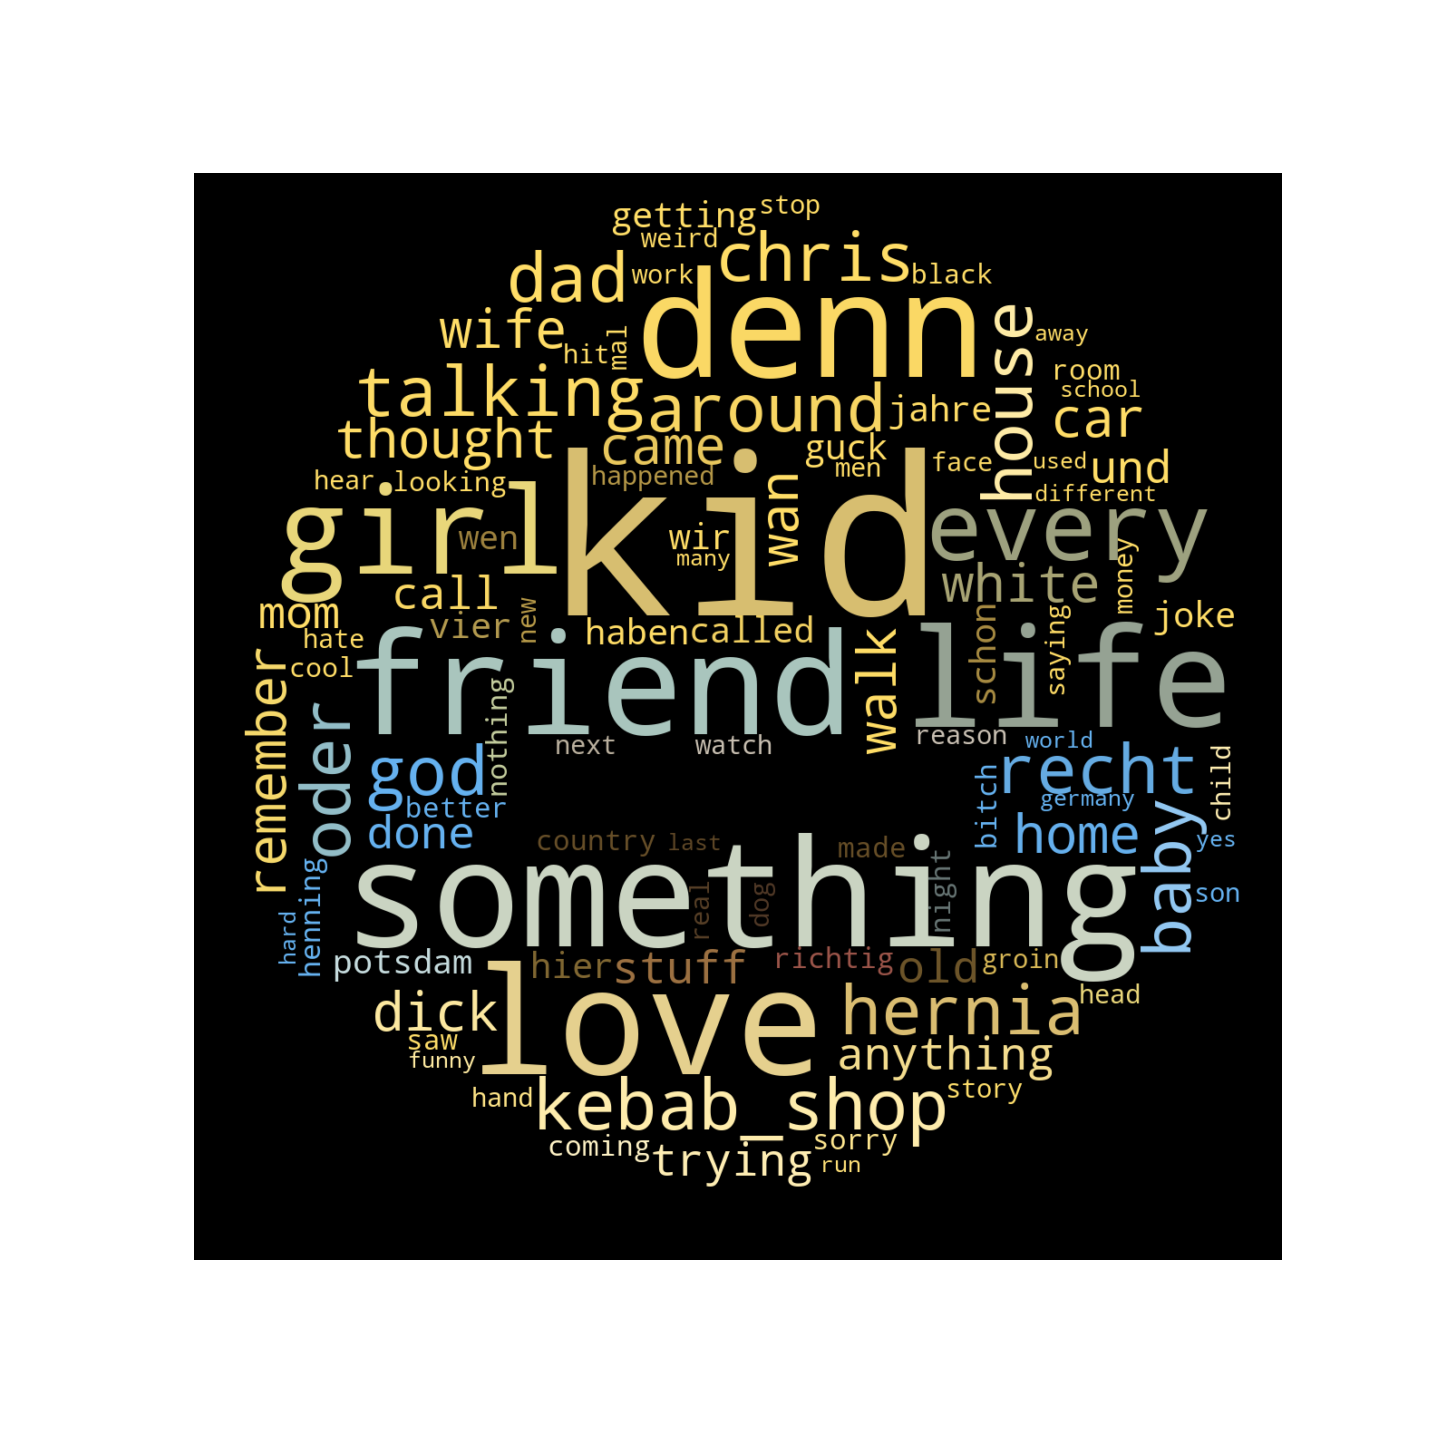 getting stop
weird
dad work chris black
denn
wife hit mal house away
talking around jahre room
school
car
thought came guck
hear looking happened men face used und
different
girl wen kid wan every
wir
many
white money
call
mom vier new haben called schon saying joke
hate
cool
friend walk life
remember oder nothing next watch reason world
god recht
better bitch germany child
done country last made home baby yes
henning something son
hard real dog night
potsdam hier stuff richtig old groin
head
dick love hernia
saw
funny anything
hand kebab_shop story
coming trying sorry
run